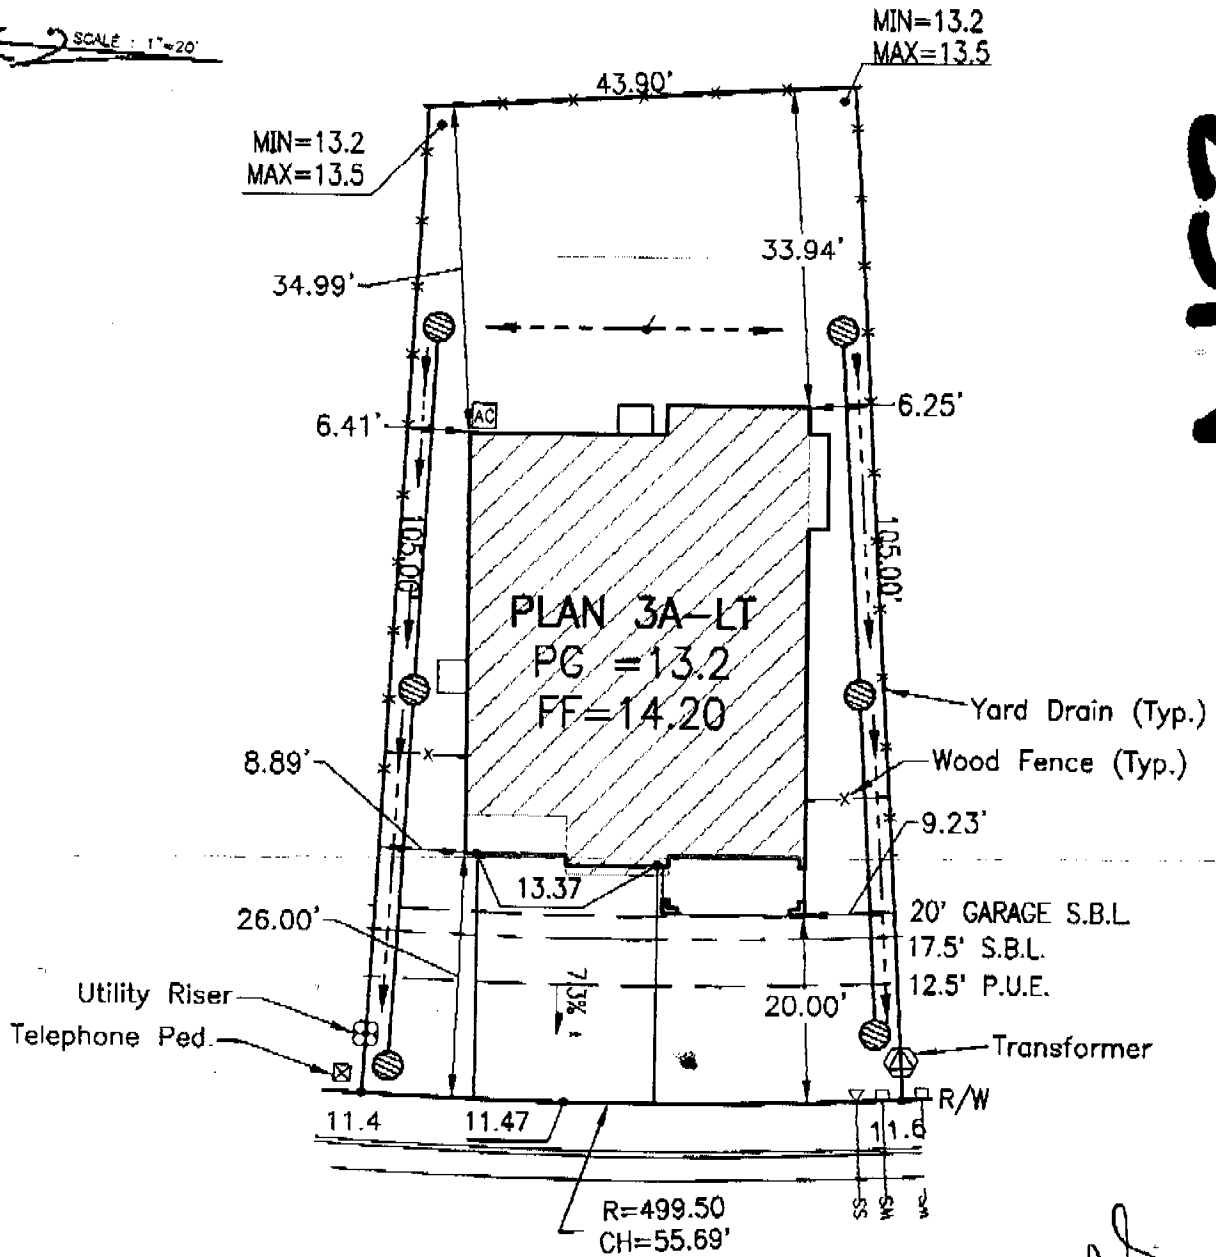 SCALE : 1"=20'
MIN=13.2
MAX=13.5
43.90'
MIN=13.2
MAX=13.5
33.94'
34.99'
6.41'
AC
6.25'
105.00'
105.00'
PLAN 3A-LT
PG =13.2
FF=14.20
Yard Drain (Typ.)
Wood Fence (Typ.)
8.89'
9.23'
13.37
26.00'
20' GARAGE S.B.L.
17.5' S.B.L.
12.5' P.U.E.
7.3%
20.00'
Utility Riser
Telephone Ped.
Transformer
R/W
11.4
11.47
11.6
SS
SM
W
R=499.50
CH=55.69'